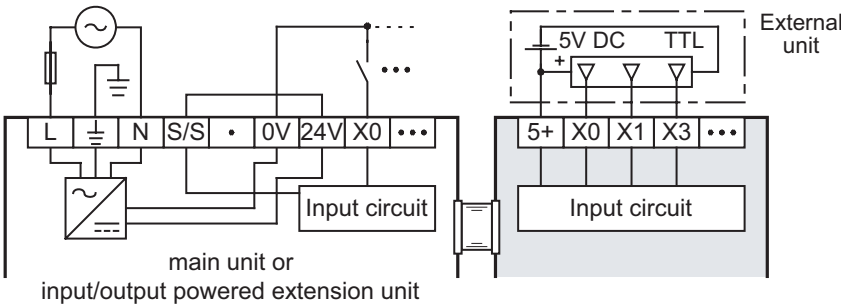 External
unit
5V DC TTL
+
L N S/S • 0V 24V X0 •••
5+ X0 X1 X3 •••
Input circuit
Input circuit
main unit or
input/output powered extension unit